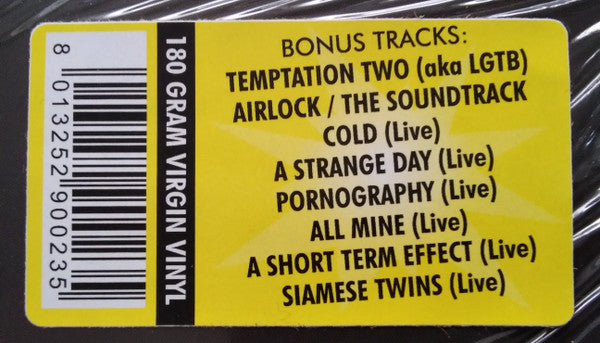 8 013252 900235
180 GRAM VIRGIN VINYL
BONUS TRACKS:
TEMPTATION TWO (aka LGTB)
AIRLOCK / THE SOUNDTRACK
COLD (Live)
A STRANGE DAY (Live)
PORNOGRAPHY (Live)
ALL MINE (Live)
A SHORT TERM EFFECT (Live)
SIAMESE TWINS (Live)